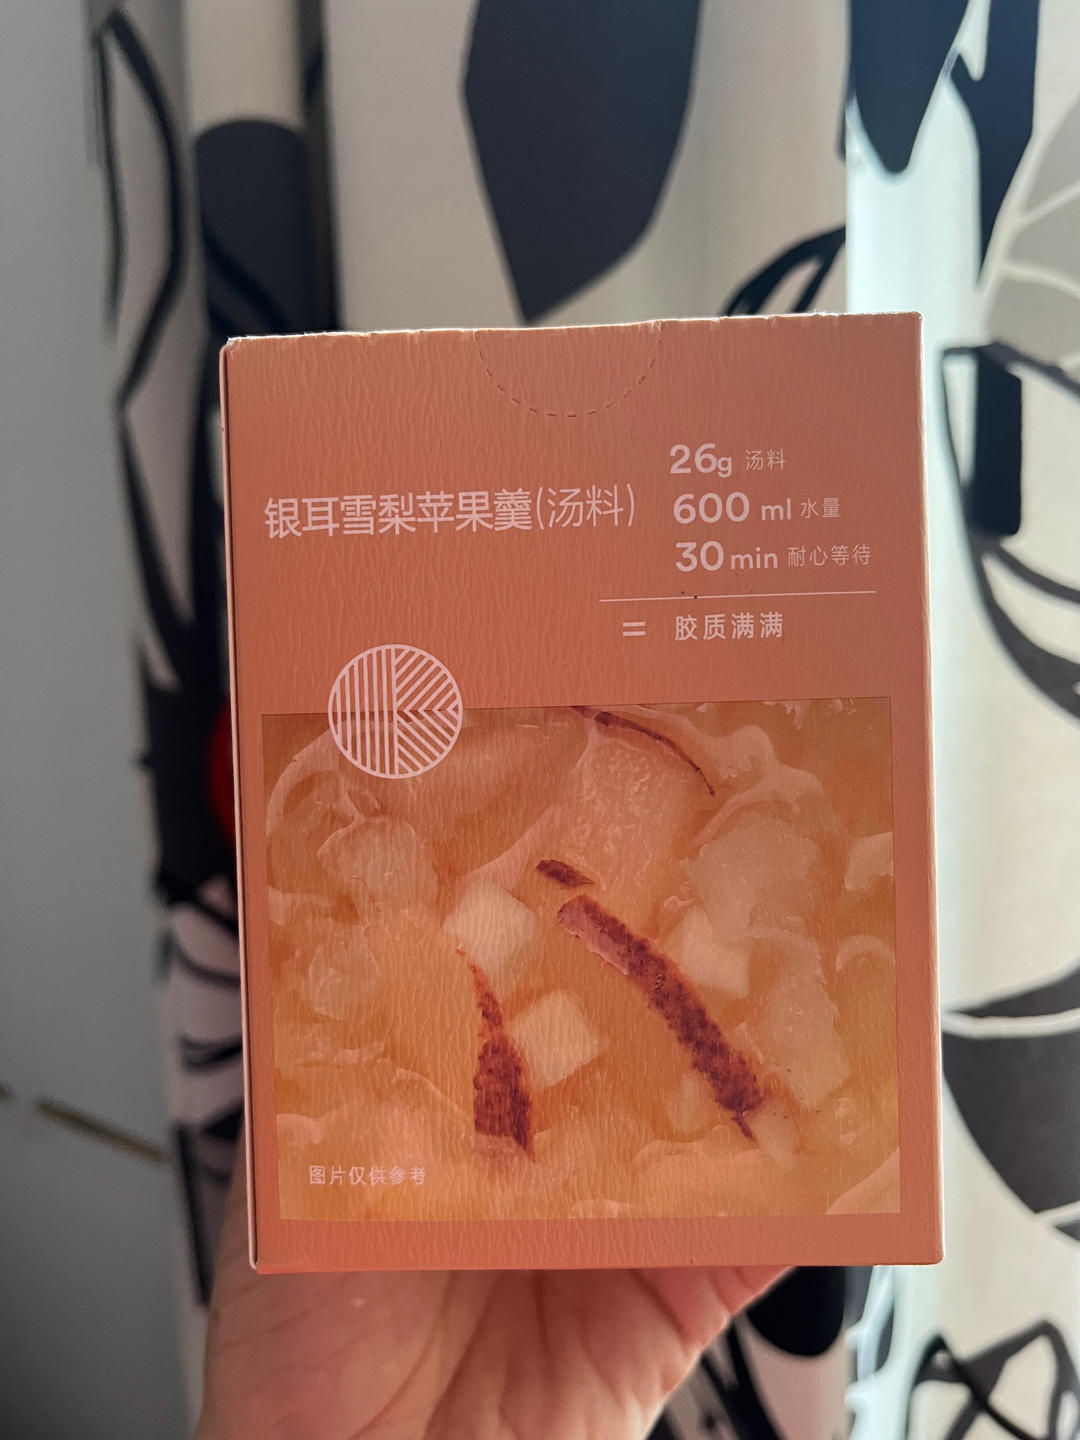 银耳雪梨苹果羹(汤料)
26g 汤料
600 ml 水量
30 min 耐心等待
= 胶质满满
图片仅供参考